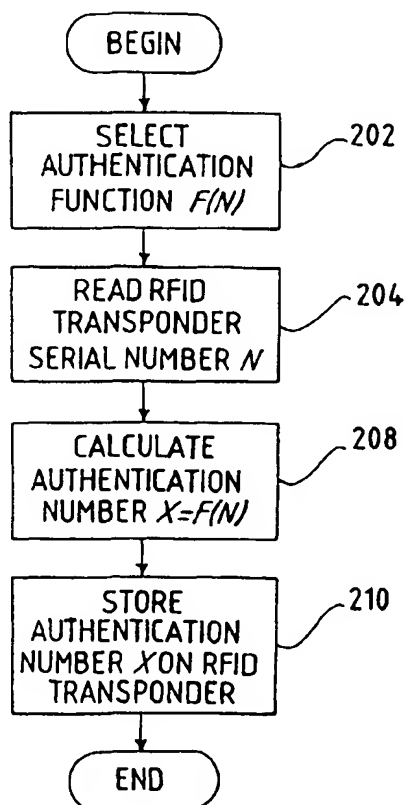 BEGIN
SELECT
AUTHENTICATION
FUNCTION F(N)
202
READ RFID
TRANSPONDER
SERIAL NUMBER N
204
CALCULATE
AUTHENTICATION
NUMBER X=F(N)
208
STORE
AUTHENTICATION
NUMBER X ON RFID
TRANSPONDER
210
END